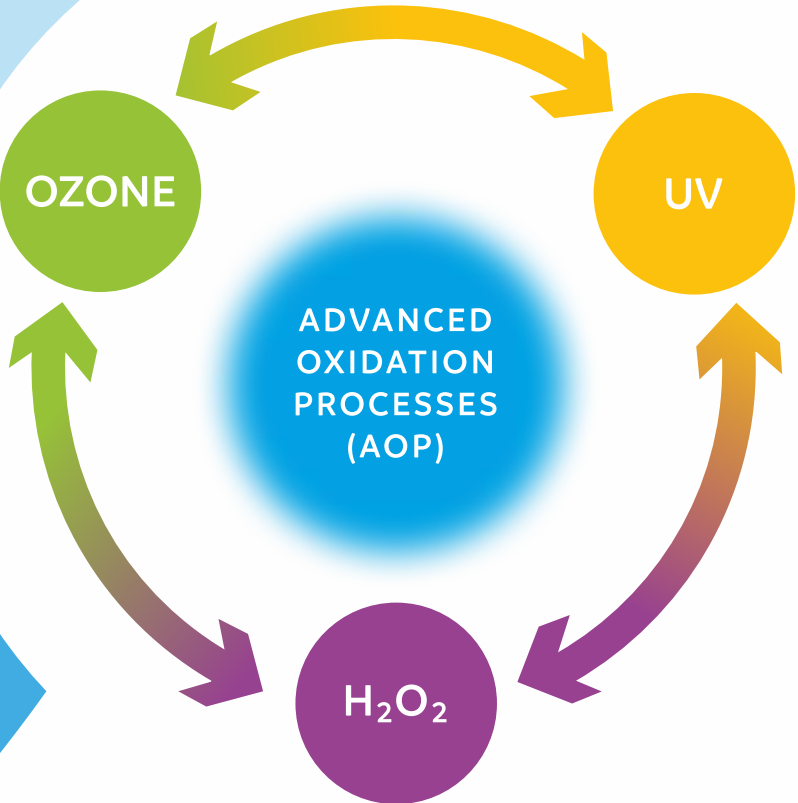 OZONE
UV
ADVANCED
OXIDATION
PROCESSES
(AOP)
H₂O₂